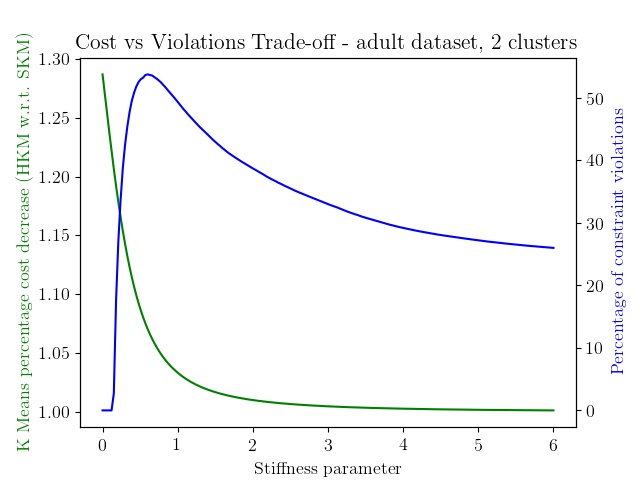 Cost vs Violations Trade-off - adult dataset, 2 clusters
K Means percentage cost decrease (HKM w.r.t. SKM)
1.30
1.25
1.20
1.15
1.10
1.05
1.00
50
40
30
20
10
0
Percentage of constraint violations
0 1 2 3 4 5 6
Stiffness parameter